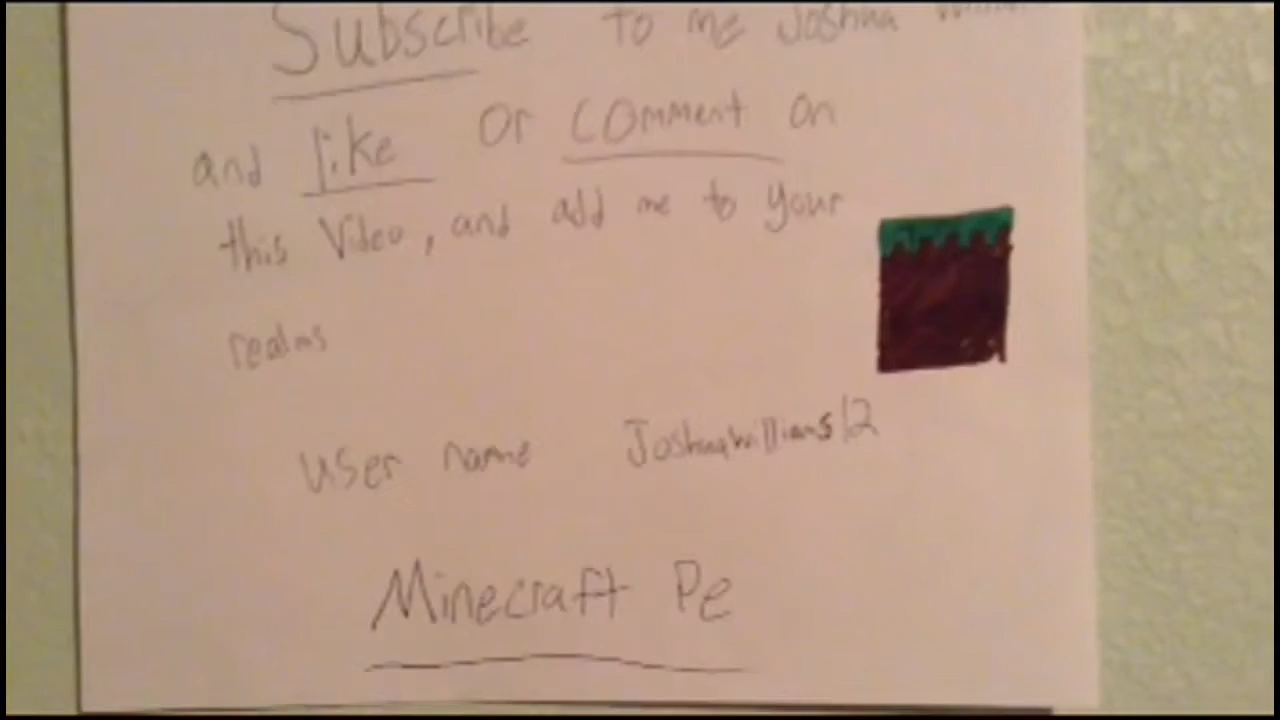 Subscribe to me Joshua
and like or comment on
this Video, and add me to your
realms
User name Joshuawilliams12
Minecraft Pe